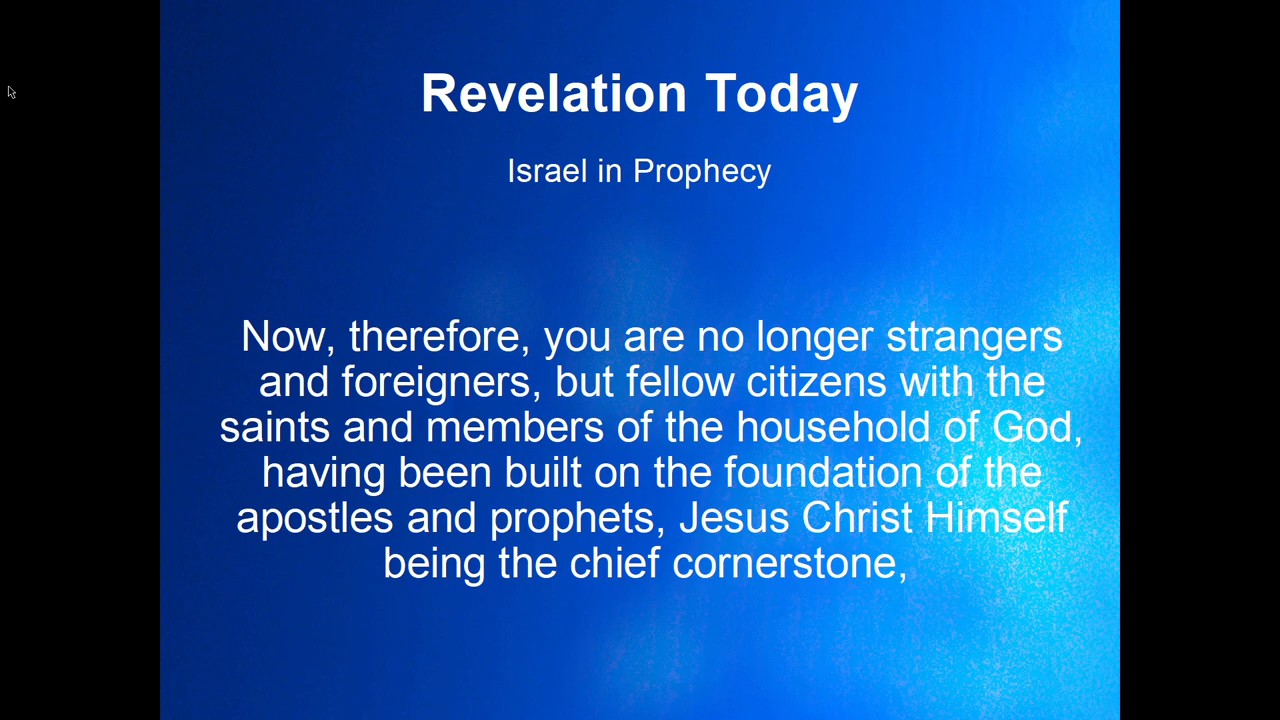 Revelation Today
Israel in Prophecy
Now, therefore, you are no longer strangers
and foreigners, but fellow citizens with the
saints and members of the household of God,
having been built on the foundation of the
apostles and prophets, Jesus Christ Himself
being the chief cornerstone,